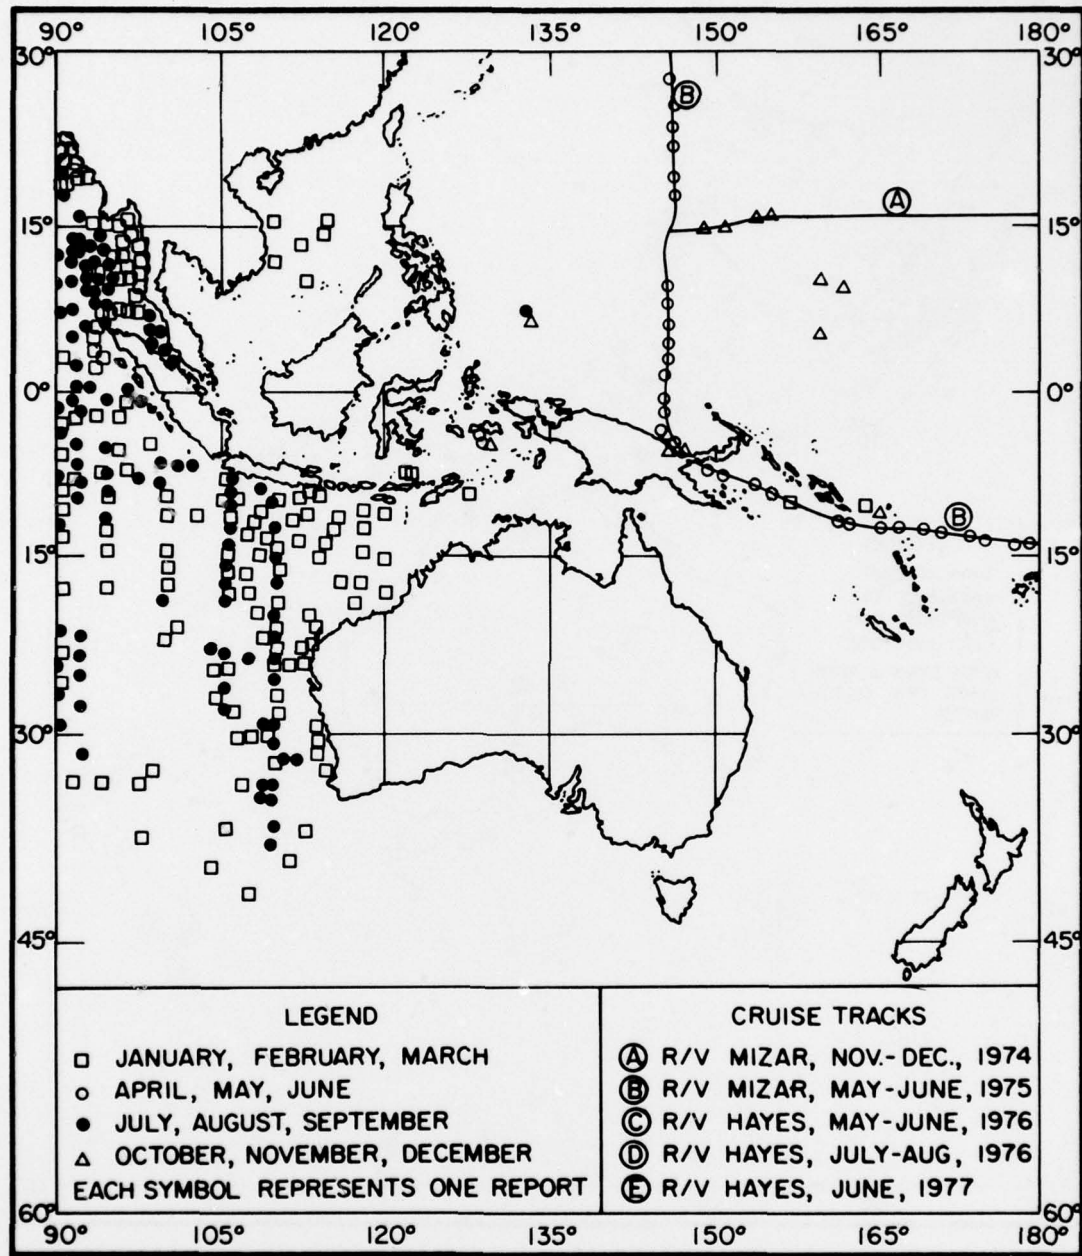 90° 105° 120° 135° 150° 165° 180°
30° 30°
B
A
15° 15°
0° 0°
B
15° 15°
30° 30°
45° 45°
LEGEND
□ JANUARY, FEBRUARY, MARCH
○ APRIL, MAY, JUNE
● JULY, AUGUST, SEPTEMBER
△ OCTOBER, NOVEMBER, DECEMBER
EACH SYMBOL REPRESENTS ONE REPORT
CRUISE TRACKS
Ⓐ R/V MIZAR, NOV.-DEC., 1974
Ⓑ R/V MIZAR, MAY-JUNE, 1975
Ⓒ R/V HAYES, MAY-JUNE, 1976
Ⓓ R/V HAYES, JULY-AUG, 1976
Ⓔ R/V HAYES, JUNE, 1977
60° 60°
90° 105° 120° 135° 150° 165° 180°